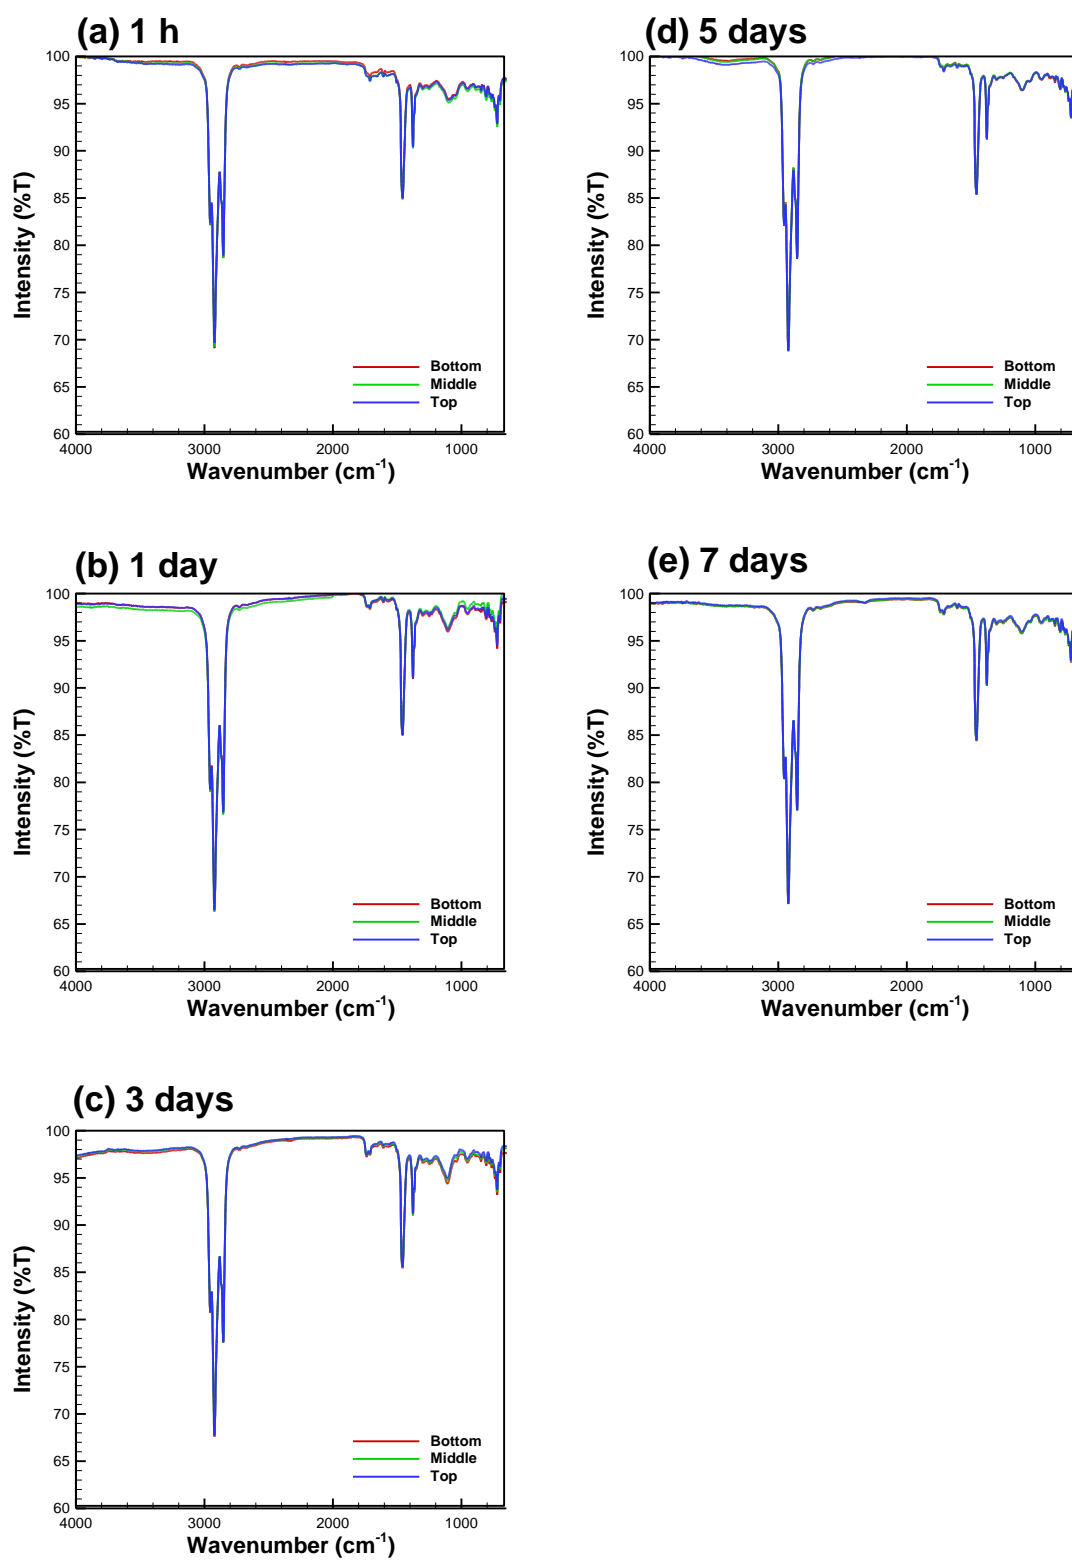 (a) 1 h
100
95
90
85
80
75
70
65
60
Intensity (%T)
Bottom
Middle
Top
4000 3000 2000 1000
Wavenumber (cm-1)
(d) 5 days
100
95
90
85
80
75
70
65
60
Intensity (%T)
Bottom
Middle
Top
4000 3000 2000 1000
Wavenumber (cm-1)
(b) 1 day
100
95
90
85
80
75
70
65
60
Intensity (%T)
Bottom
Middle
Top
4000 3000 2000 1000
Wavenumber (cm-1)
(e) 7 days
100
95
90
85
80
75
70
65
60
Intensity (%T)
Bottom
Middle
Top
4000 3000 2000 1000
Wavenumber (cm-1)
(c) 3 days
100
95
90
85
80
75
70
65
60
Intensity (%T)
Bottom
Middle
Top
4000 3000 2000 1000
Wavenumber (cm-1)